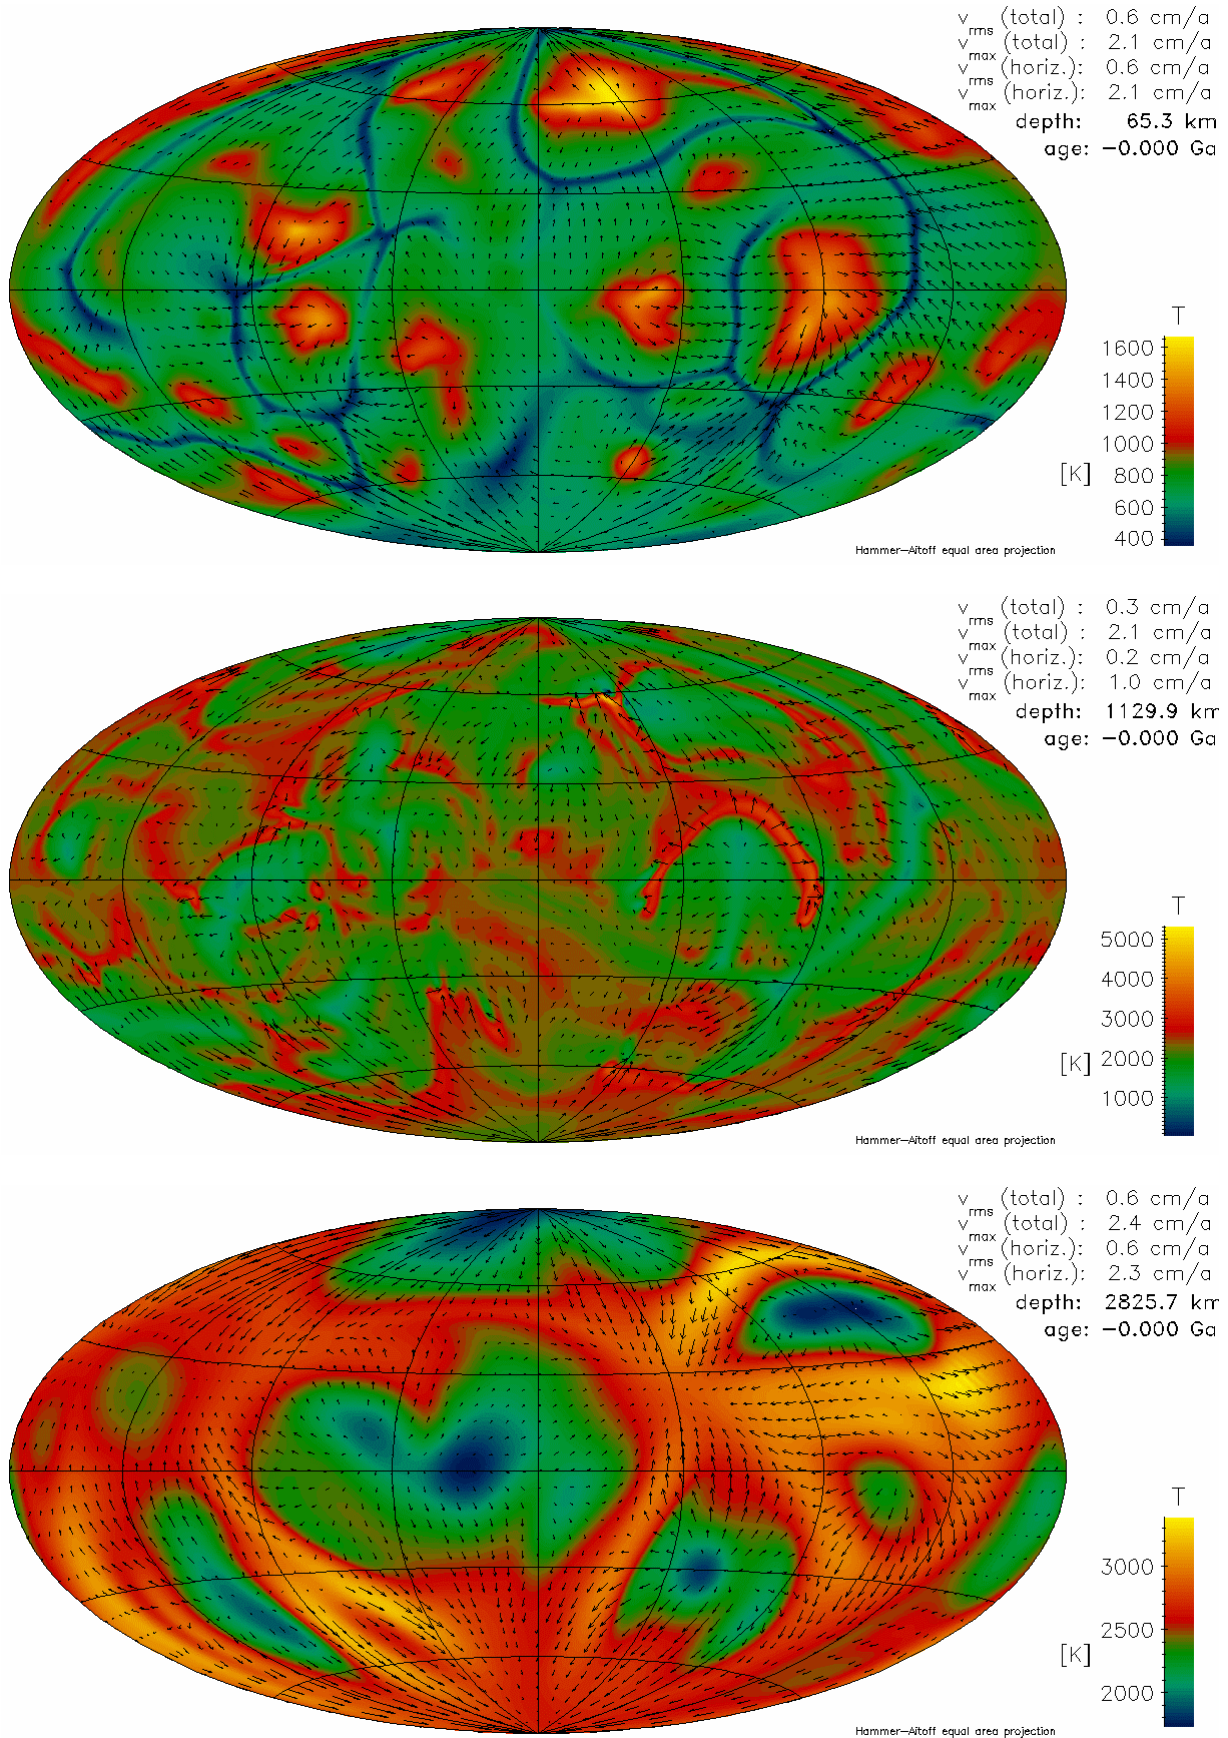 v_rms (total) : 0.6 cm/a
v_max (total) : 2.1 cm/a
v_rms (horiz.): 0.6 cm/a
v_max (horiz.): 2.1 cm/a
depth: 65.3 km
age: −0.000 Ga
T
1600
1400
1200
1000
[K] 800
600
400
Hammer−Aitoff equal area projection
v_rms (total) : 0.3 cm/a
v_max (total) : 2.1 cm/a
v_rms (horiz.): 0.2 cm/a
v_max (horiz.): 1.0 cm/a
depth: 1129.9 km
age: −0.000 Ga
T
5000
4000
3000
[K] 2000
1000
Hammer−Aitoff equal area projection
v_rms (total) : 0.6 cm/a
v_max (total) : 2.4 cm/a
v_rms (horiz.): 0.6 cm/a
v_max (horiz.): 2.3 cm/a
depth: 2825.7 km
age: −0.000 Ga
T
3000
2500
[K]
2000
Hammer−Aitoff equal area projection